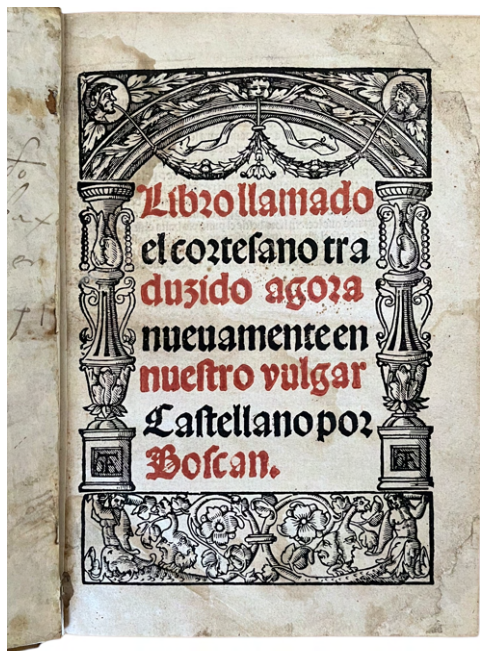 Libro llamado
el cortesano tra
duzido agora
nueuamente en
nuestro vulgar
Castellano por
Boscan.